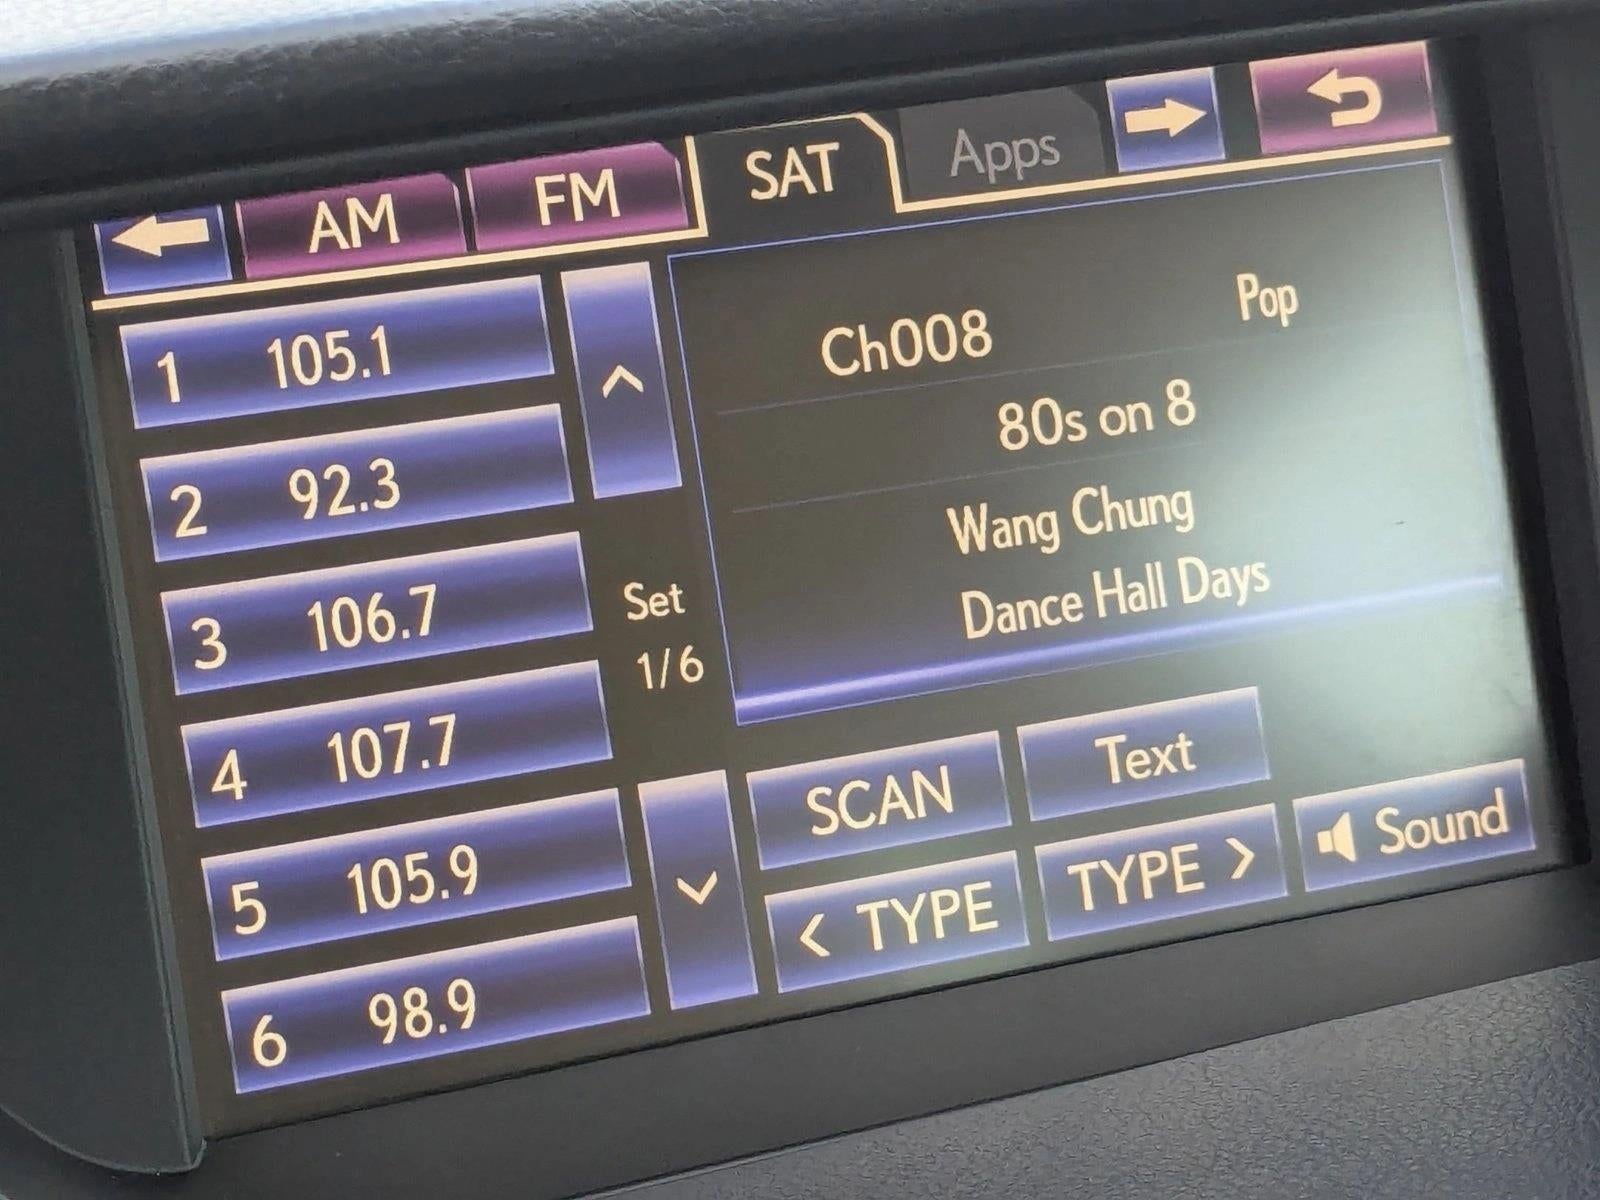 AM
FM
SAT
Apps
1 105.1
2 92.3
3 106.7
4 107.7
5 105.9
6 98.9
Set
1/6
Ch008
Pop
80s on 8
Wang Chung
Dance Hall Days
SCAN
Text
< TYPE
TYPE >
Sound